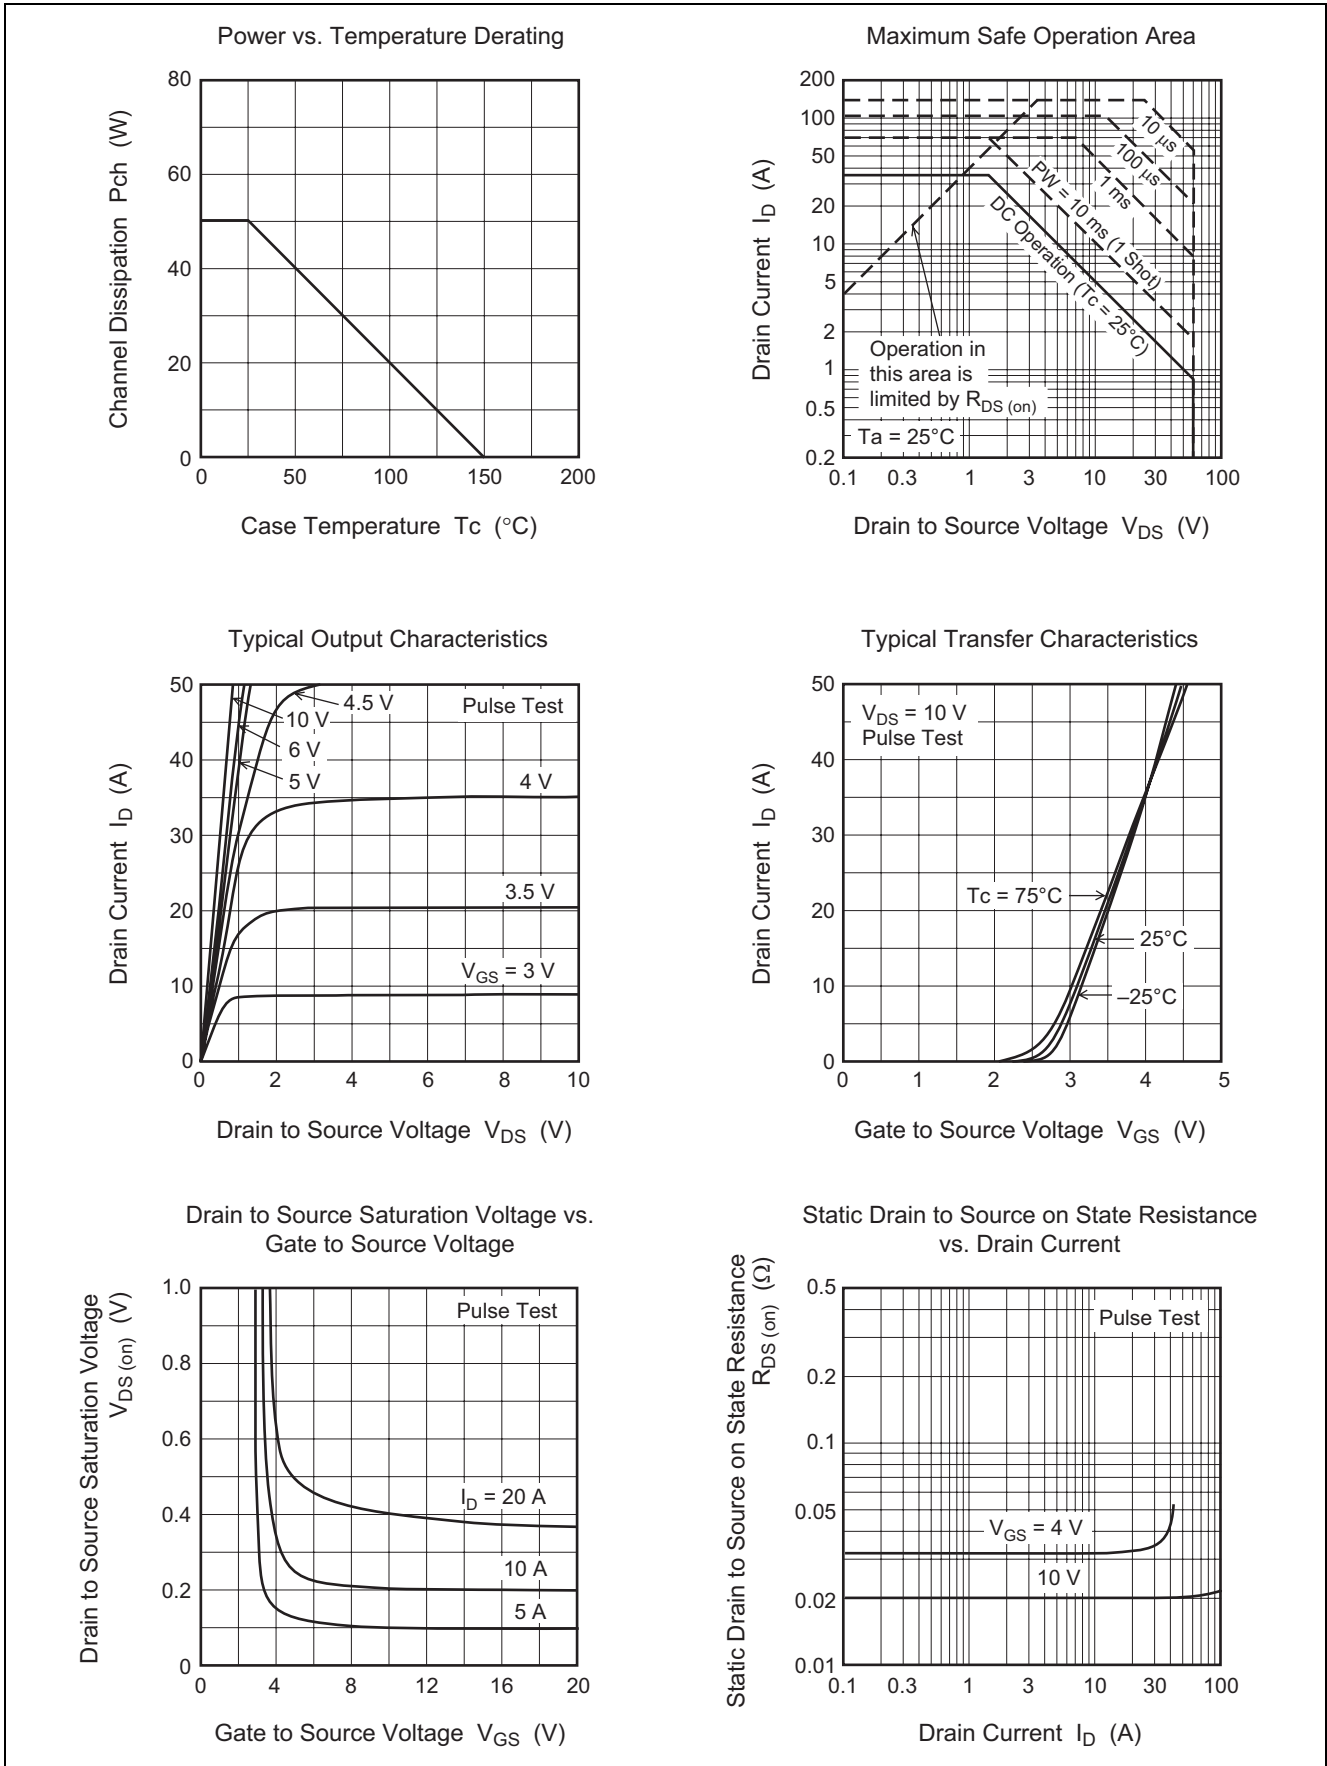 Power vs. Temperature Derating
Channel Dissipation Pch (W)
80
60
40
20
0
0 50 100 150 200
Case Temperature Tc (°C)
Maximum Safe Operation Area
Drain Current ID (A)
200
100
50
20
10
5
2
1
0.5
0.2
10 μs
100 μs
1 ms
PW = 10 ms (1 Shot)
DC Operation (Tc = 25°C)
Operation in
this area is
limited by RDS (on)
Ta = 25°C
0.1 0.3 1 3 10 30 100
Drain to Source Voltage VDS (V)
Typical Output Characteristics
Drain Current ID (A)
50
40
30
20
10
0
Pulse Test
4.5 V
10 V
6 V
5 V
4 V
3.5 V
VGS = 3 V
0 2 4 6 8 10
Drain to Source Voltage VDS (V)
Typical Transfer Characteristics
Drain Current ID (A)
50
40
30
20
10
0
VDS = 10 V
Pulse Test
Tc = 75°C
25°C
–25°C
0 1 2 3 4 5
Gate to Source Voltage VGS (V)
Drain to Source Saturation Voltage vs.
Gate to Source Voltage
Drain to Source Saturation Voltage
VDS (on) (V)
1.0
0.8
0.6
0.4
0.2
0
Pulse Test
ID = 20 A
10 A
5 A
0 4 8 12 16 20
Gate to Source Voltage VGS (V)
Static Drain to Source on State Resistance
vs. Drain Current
Static Drain to Source on State Resistance
RDS (on) (Ω)
0.5
0.2
0.1
0.05
0.02
0.01
Pulse Test
VGS = 4 V
10 V
0.1 0.3 1 3 10 30 100
Drain Current ID (A)